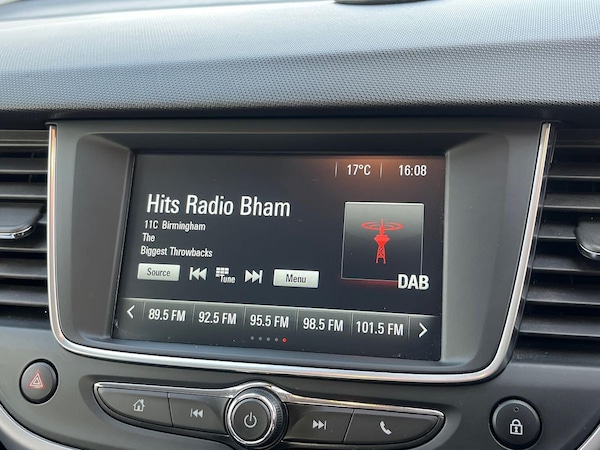 17°C 16:08
Hits Radio Bham
11C Birmingham
The
Biggest Throwbacks
Source Tune Menu
DAB
89.5 FM 92.5 FM 95.5 FM 98.5 FM 101.5 FM